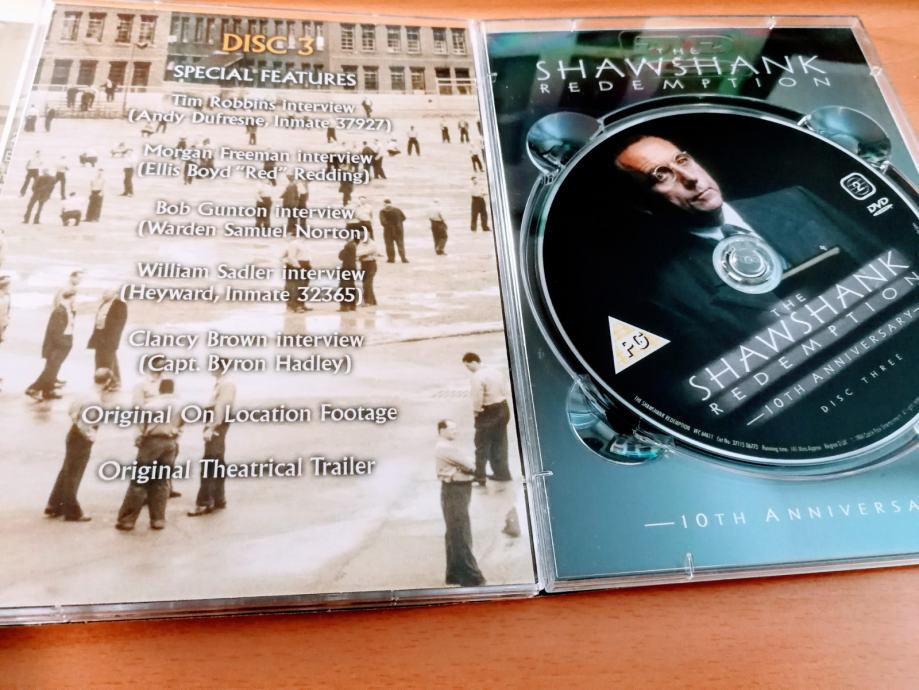 DISC 3
SPECIAL FEATURES
Tim Robbins interview
(Andy Dufresne, Inmate 37927)
Morgan Freeman interview
(Ellis Boyd "Red" Redding)
Bob Gunton interview
(Warden Samuel Norton)
William Sadler interview
(Heyward, Inmate 32365)
Clancy Brown interview
(Capt. Byron Hadley)
Original On Location Footage
Original Theatrical Trailer
THE
SHAWSHANK
REDEMPTION
DVD
PG
THE
SHAWSHANK
REDEMPTION
—10TH ANNIVERSARY
DISC THREE
THE SHAWSHANK REDEMPTION
—10TH ANNIVERSA